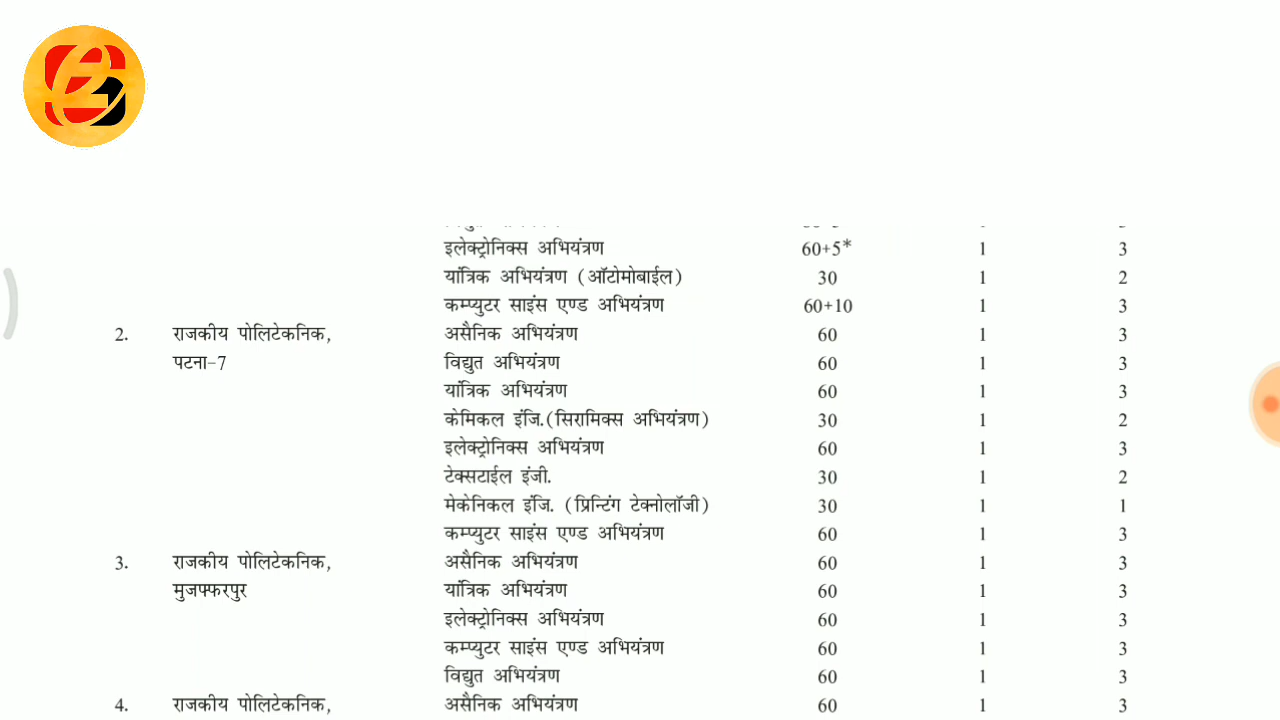 इलेक्ट्रोनिक्स अभियंत्रण 60+5* 1 3
यांत्रिक अभियंत्रण (ऑटोमोबाईल) 30 1 2
कम्प्युटर साइंस एण्ड अभियंत्रण 60+10 1 3
2. राजकीय पोलिटेकनिक, असैनिक अभियंत्रण 60 1 3
पटना-7 विद्युत अभियंत्रण 60 1 3
यांत्रिक अभियंत्रण 60 1 3
केमिकल इंजि.(सिरामिक्स अभियंत्रण) 30 1 2
इलेक्ट्रोनिक्स अभियंत्रण 60 1 3
टेक्सटाईल इंजी. 30 1 2
मेकेनिकल इंजि. (प्रिन्टिंग टेक्नोलॉजी) 30 1 1
कम्प्युटर साइंस एण्ड अभियंत्रण 60 1 3
3. राजकीय पोलिटेकनिक, असैनिक अभियंत्रण 60 1 3
मुजफ्फरपुर यांत्रिक अभियंत्रण 60 1 3
इलेक्ट्रोनिक्स अभियंत्रण 60 1 3
कम्प्युटर साइंस एण्ड अभियंत्रण 60 1 3
विद्युत अभियंत्रण 60 1 3
4. राजकीय पोलिटेकनिक, असैनिक अभियंत्रण 60 1 3